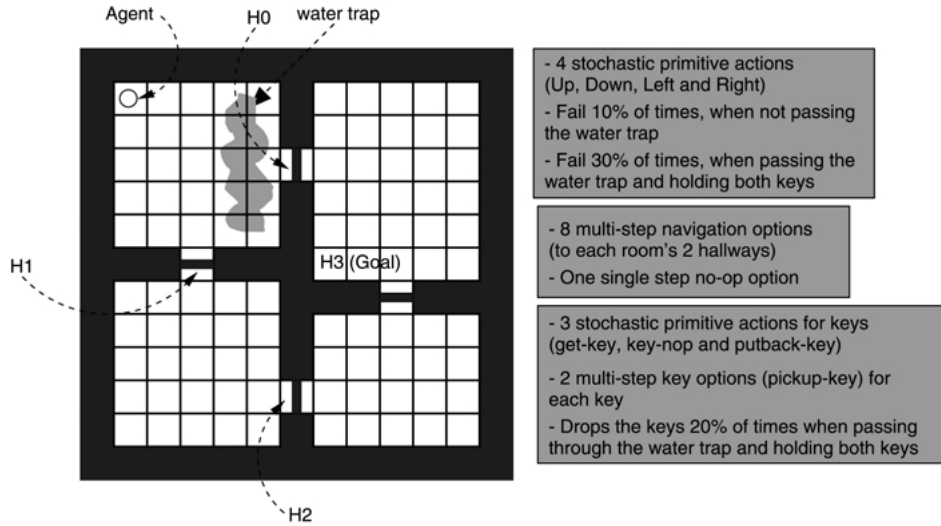 Agent
H0
water trap
H1
H3 (Goal)
H2
- 4 stochastic primitive actions
(Up, Down, Left and Right)
- Fail 10% of times, when not passing
the water trap
- Fail 30% of times, when passing the
water trap and holding both keys
- 8 multi-step navigation options
(to each room's 2 hallways)
- One single step no-op option
- 3 stochastic primitive actions for keys
(get-key, key-nop and putback-key)
- 2 multi-step key options (pickup-key) for
each key
- Drops the keys 20% of times when passing
through the water trap and holding both keys